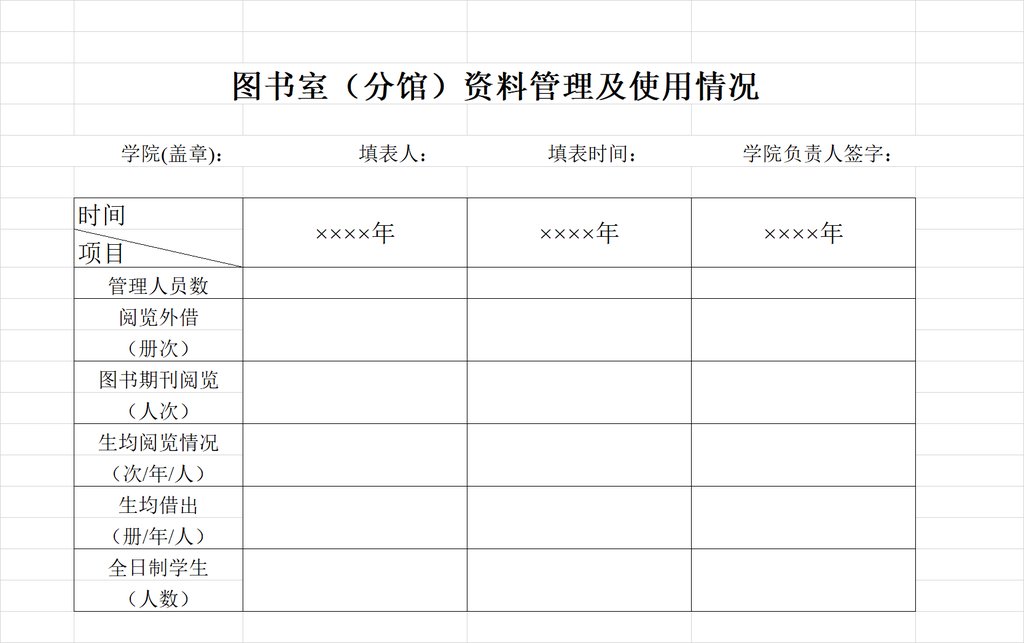 图书室（分馆）资料管理及使用情况
学院(盖章)： 填表人： 填表时间： 学院负责人签字：
时间
项目
××××年 ××××年 ××××年
管理人员数
阅览外借
（册次）
图书期刊阅览
（人次）
生均阅览情况
（次/年/人）
生均借出
（册/年/人）
全日制学生
（人数）